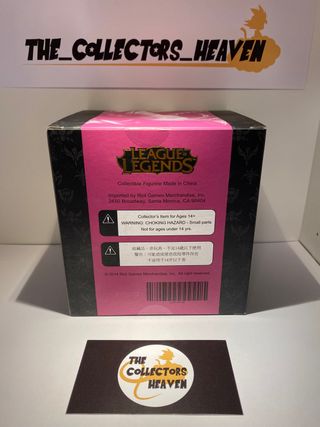 THE_COLLECTORS_HEAVEN
LEAGUE OF
LEGENDS
Collectible Figurine Made in China
Imported by Riot Games Merchandise, Inc.
2450 Broadway, Santa Monica, CA 90404
Collector's Item for Ages 14+
WARNING: CHOKING HAZARD - Small parts
Not for ages under 14 yrs.
© 2014 Riot Games Merchandise, Inc. All right reserved.
THE
COLLECTORS
HEAVEN